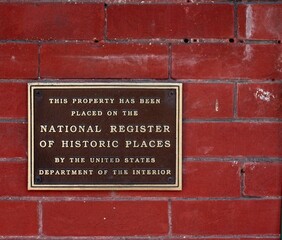 THIS PROPERTY HAS BEEN
PLACED ON THE
NATIONAL REGISTER
OF HISTORIC PLACES
BY THE UNITED STATES
DEPARTMENT OF THE INTERIOR